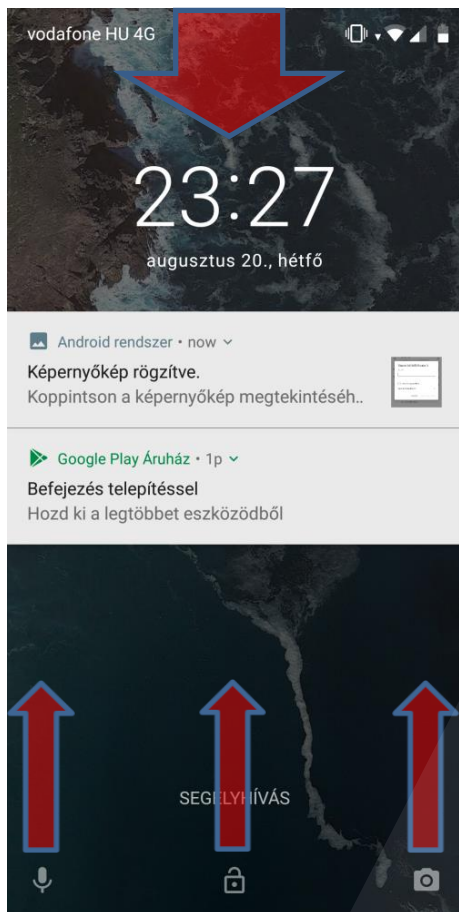 vodafone HU 4G
23:27
augusztus 20., hétfő
Android rendszer • now
Képernyőkép rögzítve.
Koppintson a képernyőkép megtekintéséh..
Google Play Áruház • 1p
Befejezés telepítéssel
Hozd ki a legtöbbet eszközödből
SEGÉLYHÍVÁS